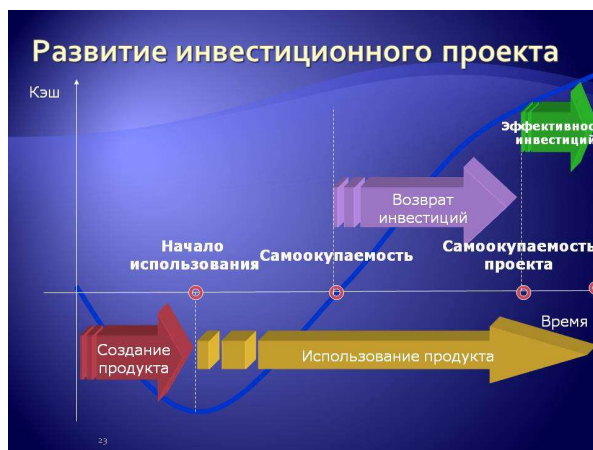 Развитие инвестиционного проекта
Кэш
Эффективнос
инвестиций
Возврат
инвестиций
Начало
использования
Самоокупаемость
Самоокупаемость
проекта
Время
Создание
продукта
Использование продукта
23